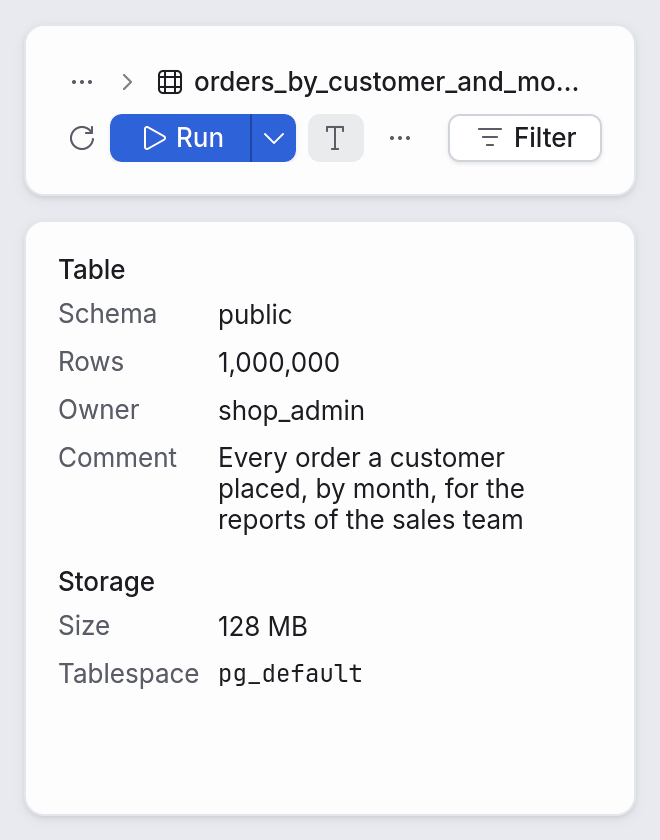 ... > orders_by_customer_and_mo...
Run T ... Filter
Table
Schema public
Rows 1,000,000
Owner shop_admin
Comment Every order a customer
placed, by month, for the
reports of the sales team
Storage
Size 128 MB
Tablespace pg_default